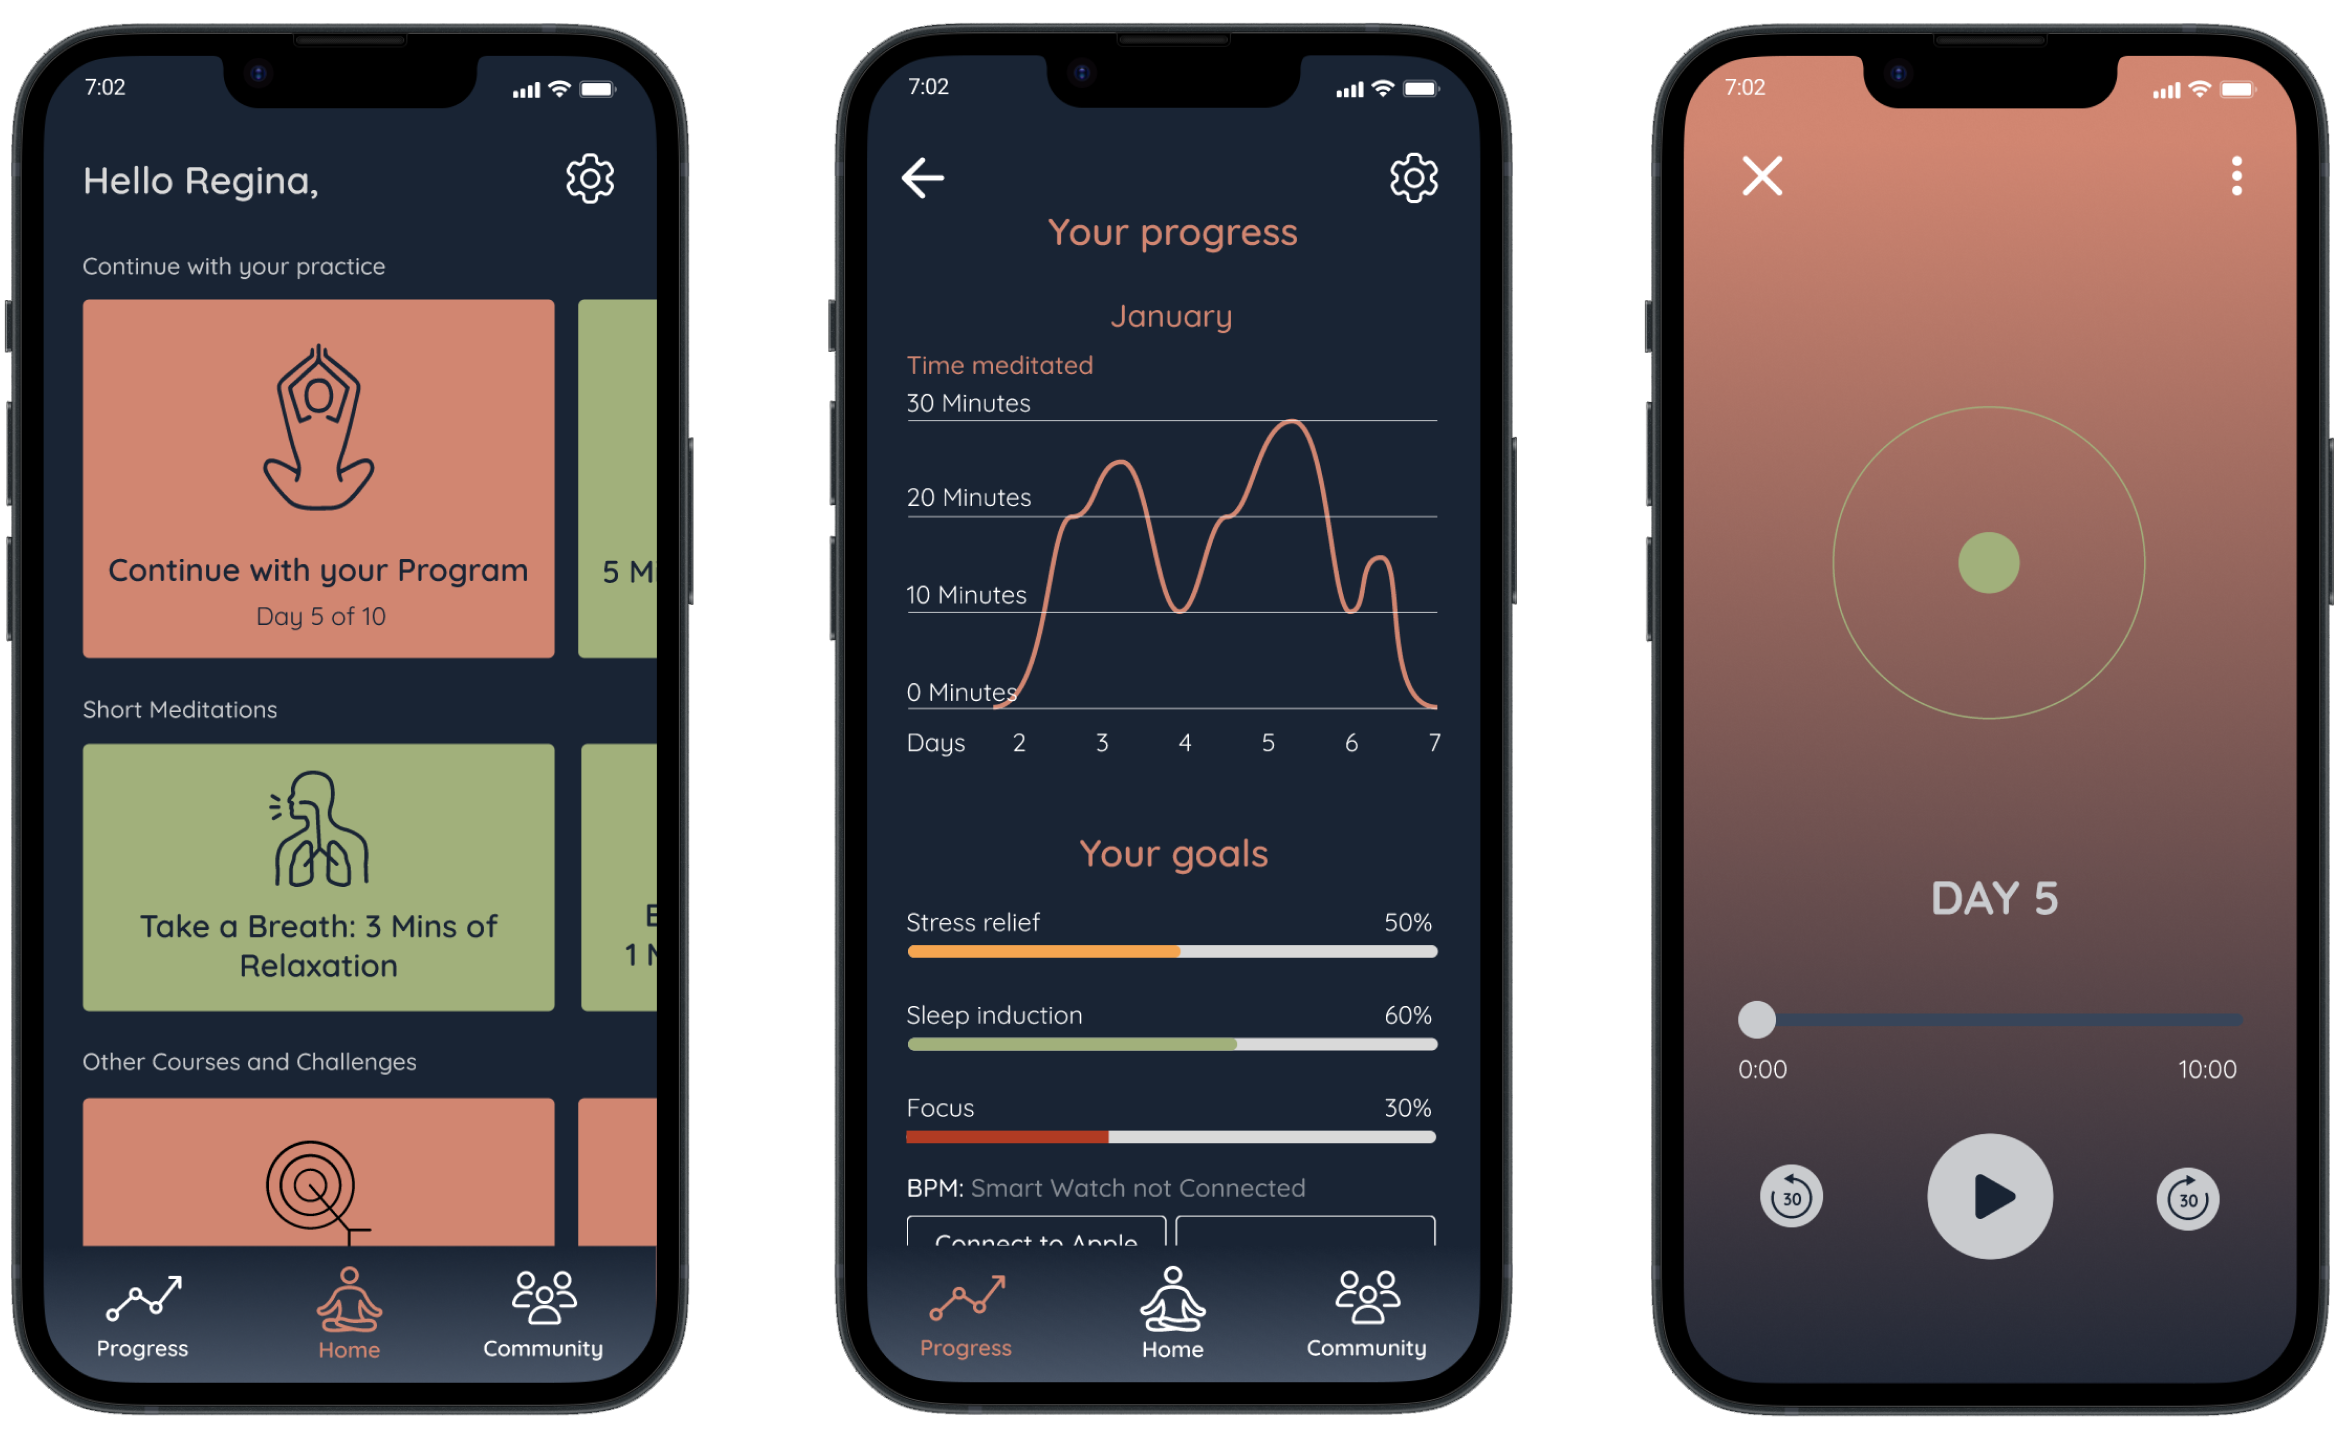 7:02
Hello Regina,
Continue with your practice
Continue with your Program
Day 5 of 10
5 M
Short Meditations
Take a Breath: 3 Mins of
Relaxation
1
Other Courses and Challenges
Progress
Home
Community
7:02
Your progress
January
Time meditated
30 Minutes
20 Minutes
10 Minutes
0 Minutes
Days 2 3 4 5 6 7
Your goals
Stress relief 50%
Sleep induction 60%
Focus 30%
BPM: Smart Watch not Connected
Connect to Apple
Progress
Home
Community
7:02
DAY 5
0:00 10:00
30 30